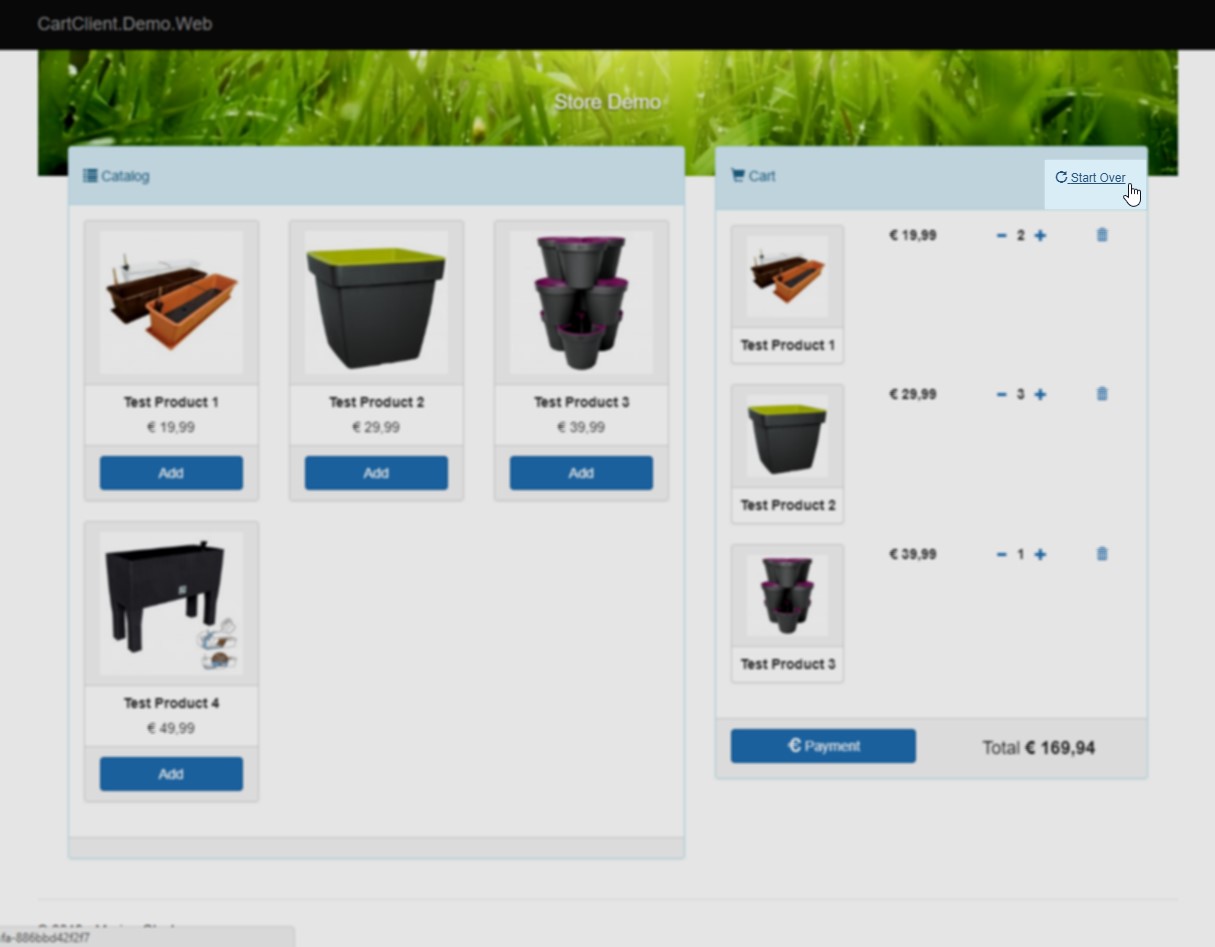 CartClient.Demo.Web
Store Demo
Catalog
Test Product 1
€ 19,99
Add
Test Product 2
€ 29,99
Add
Test Product 3
€ 39,99
Add
Test Product 4
€ 49,99
Add
Cart
Start Over
€ 19,99
2
Test Product 1
€ 29,99
3
Test Product 2
€ 39,99
1
Test Product 3
€ Payment
Total € 169,94
fa-886bbd42f2f7